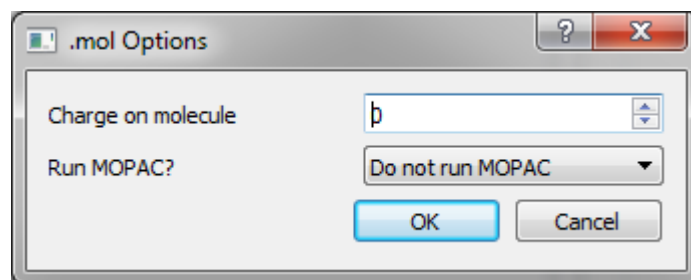 .mol Options
Charge on molecule 0
Run MOPAC? Do not run MOPAC
OK Cancel